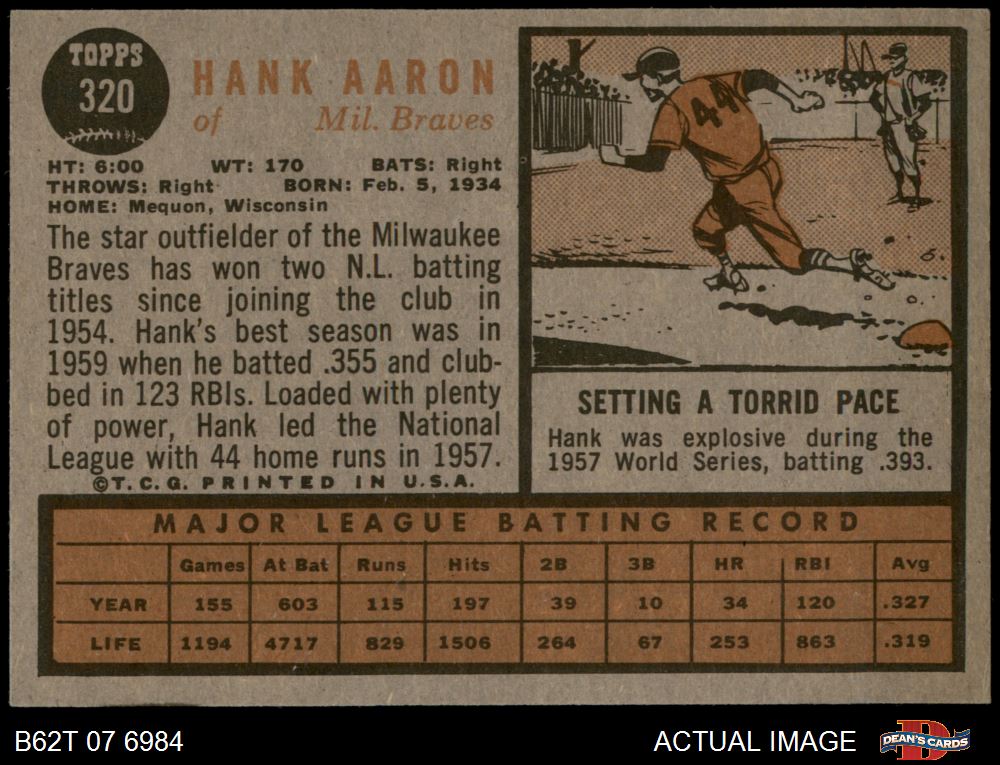 TOPPS
320
HANK AARON
of Mil. Braves
HT: 6:00 WT: 170 BATS: Right
THROWS: Right BORN: Feb. 5, 1934
HOME: Mequon, Wisconsin
The star outfielder of the Milwaukee
Braves has won two N.L. batting
titles since joining the club in
1954. Hank's best season was in
1959 when he batted .355 and club-
bed in 123 RBIs. Loaded with plenty
of power, Hank led the National
League with 44 home runs in 1957.
©T.C.G. PRINTED IN U.S.A.
44
SETTING A TORRID PACE
Hank was explosive during the
1957 World Series, batting .393.
MAJOR LEAGUE BATTING RECORD
Games At Bat Runs Hits 2B 3B HR RBI Avg
YEAR 155 603 115 197 39 10 34 120 .327
LIFE 1194 4717 829 1506 264 67 253 863 .319
B62T 07 6984 ACTUAL IMAGE DEAN'S CARDS